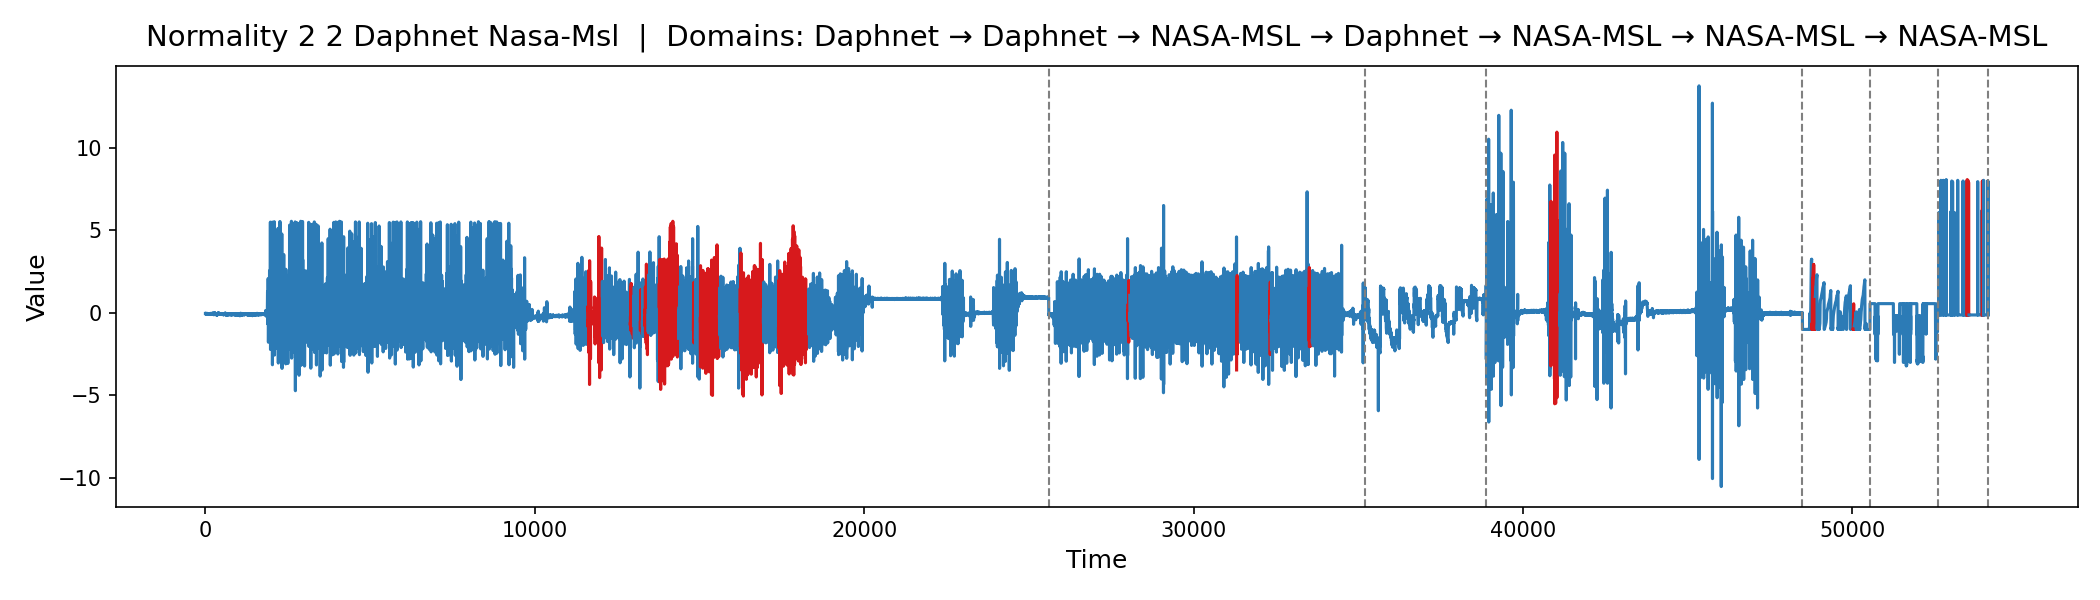 Normality 2 2 Daphnet Nasa-Msl | Domains: Daphnet → Daphnet → NASA-MSL → Daphnet → NASA-MSL → NASA-MSL → NASA-MSL
Value
10
5
0
−5
−10
0 10000 20000 30000 40000 50000
Time